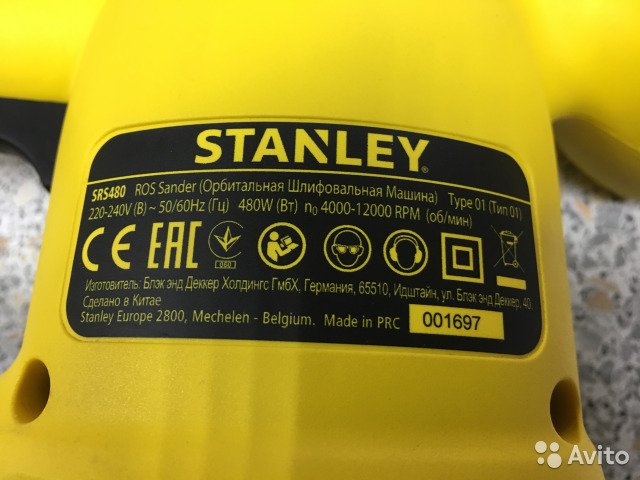 STANLEY®
SRS480 ROS Sander (Орбитальная Шлифовальная Машина) Type 01 (Тип 01)
220-240V (В) ~ 50/60Hz (Гц) 480W (Вт) n₀ 4000-12000 RPM (об/мин)
CE EAC
Изготовитель: Блэк энд Деккер Холдингс ГмбХ, Германия, 65510, Идштайн, ул. Блэк энд Деккер, 40.
Сделано в Китае
Stanley Europe 2800, Mechelen - Belgium. Made in PRC 001697
Avito